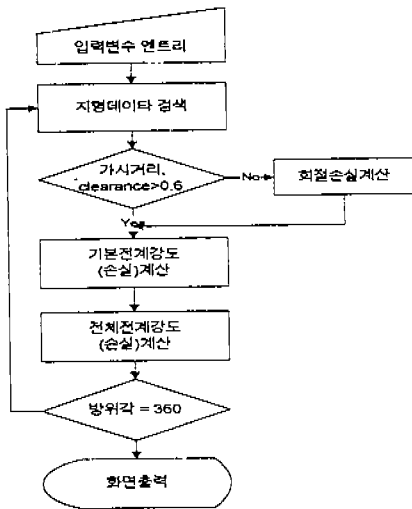 입력변수 엔트리
지형데이타 검색
가시거리,
clearance>0.6
No
회절손실계산
Yes
기본전계강도
(손실)계산
전체전계강도
(손실)계산
방위각 = 360
화면출력